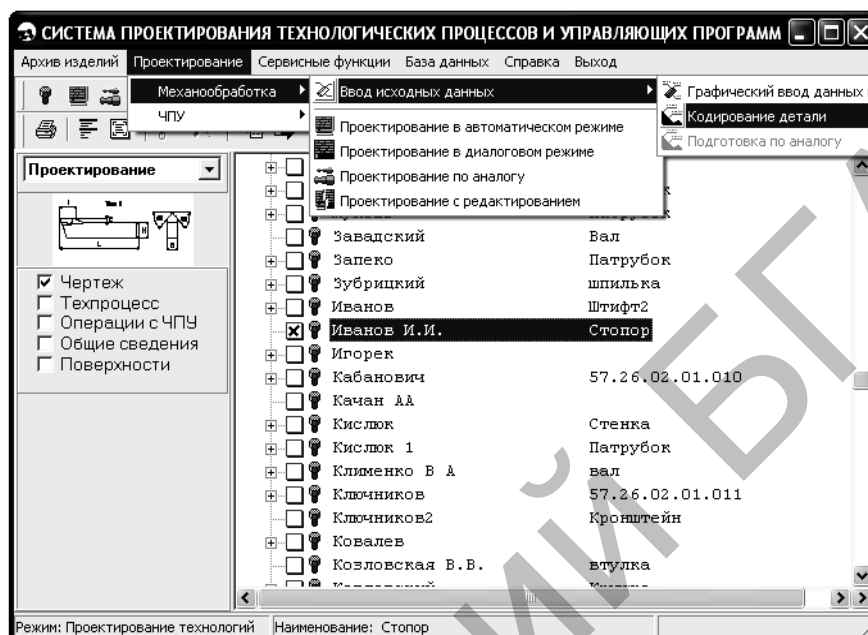 СИСТЕМА ПРОЕКТИРОВАНИЯ ТЕХНОЛОГИЧЕСКИХ ПРОЦЕССОВ И УПРАВЛЯЮЩИХ ПРОГРАММ
Архив изделий Проектирование Сервисные функции База данных Справка Выход
Механообработка Ввод исходных данных Графический ввод данных
ЧПУ Кодирование детали
Проектирование в автоматическом режиме Подготовка по аналогу
Проектирование в диалоговом режиме
Проектирование по аналогу
Проектирование с редактированием
Проектирование
L
H
B
Чертеж
Техпроцесс
Операции с ЧПУ
Общие сведения
Поверхности
Завадский Вал
Запеко Патрубок
Зубрицкий шпилька
Иванов Штифт2
Иванов И.И. Стопор
Игорек
Кабанович 57.26.02.01.010
Качан АА
Кислюк Стенка
Кислюк 1 Патрубок
Клименко В А вал
Ключников 57.26.02.01.011
Ключников2 Кронштейн
Ковалев
Козловская В.В. втулка
Режим: Проектирование технологий Наименование: Стопор